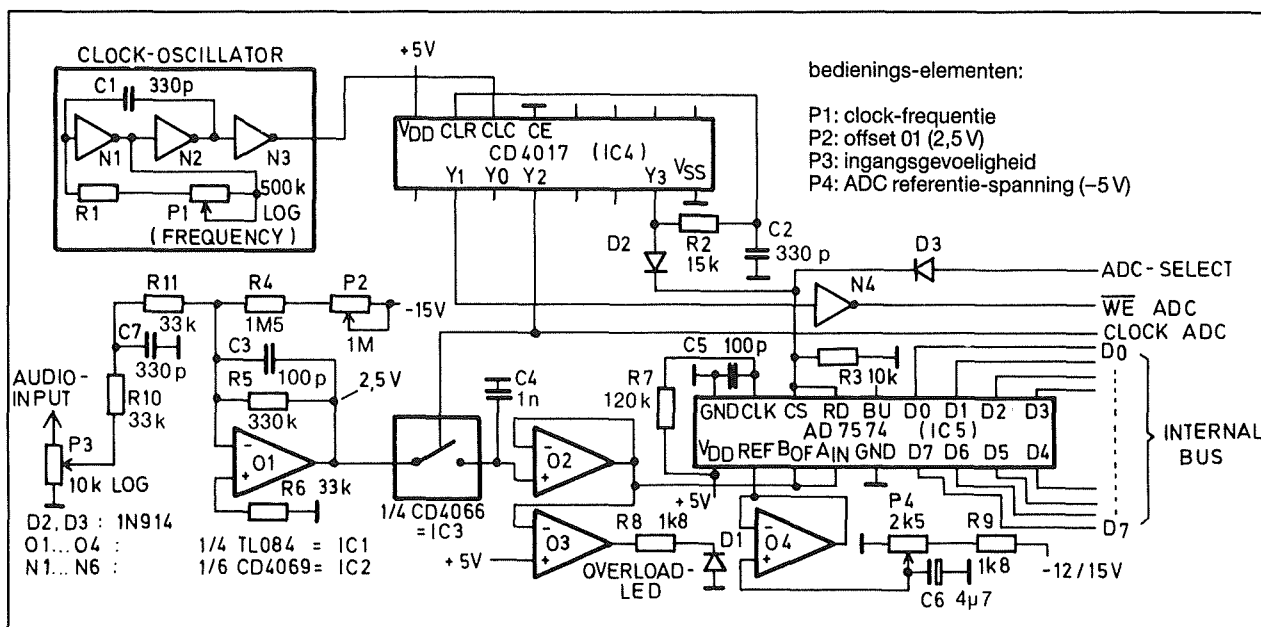 CLOCK-OSCILLATOR
C1 330p
N1 N2 N3
R1 P1 500k LOG
(FREQUENCY)
+5V
VDD CLR CLC CE
CD4017 (IC4)
Y1 Y0 Y2 Y3 VSS
D2 R2 15k C2 330p
bedienings-elementen:
P1: clock-frequentie
P2: offset 01 (2,5 V)
P3: ingangsgevoeligheid
P4: ADC referentie-spanning (–5 V)
D3
ADC-SELECT
N4
WE ADC
CLOCK ADC
R11 33k
R4 1M5
P2 1M
-15V
C7 330p
C3 100p
R5 330k
2,5V
AUDIO-INPUT
R10 33k
P3 10k LOG
O1
R6 33k
C4 1n
1/4 CD4066 = IC3
O2
O3
+5V
R8 1k8
D1
OVERLOAD-LED
R7 120k
C5 100p
R3 10k
GND CLK CS RD BU D0 D1 D2 D3
AD7574 (IC5)
VDD REF BOF AIN GND D7 D6 D5 D4
+5V
D0
INTERNAL BUS
D7
O4
P4 2k5
R9 1k8
-12/15V
C6 4µ7
D2, D3 : 1N914
O1...O4 : 1/4 TL084 = IC1
N1...N6 : 1/6 CD4069 = IC2